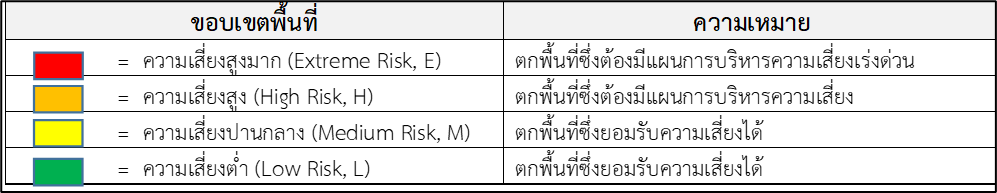 ขอบเขตพื้นที่ ความเหมาย
= ความเสี่ยงสูงมาก (Extreme Risk, E) ตกพื้นที่ซึ่งต้องมีแผนการบริหารความเสี่ยงเร่งด่วน
= ความเสี่ยงสูง (High Risk, H) ตกพื้นที่ซึ่งต้องมีแผนการบริหารความเสี่ยง
= ความเสี่ยงปานกลาง (Medium Risk, M) ตกพื้นที่ซึ่งยอมรับความเสี่ยงได้
= ความเสี่ยงต่ำ (Low Risk, L) ตกพื้นที่ซึ่งยอมรับความเสี่ยงได้